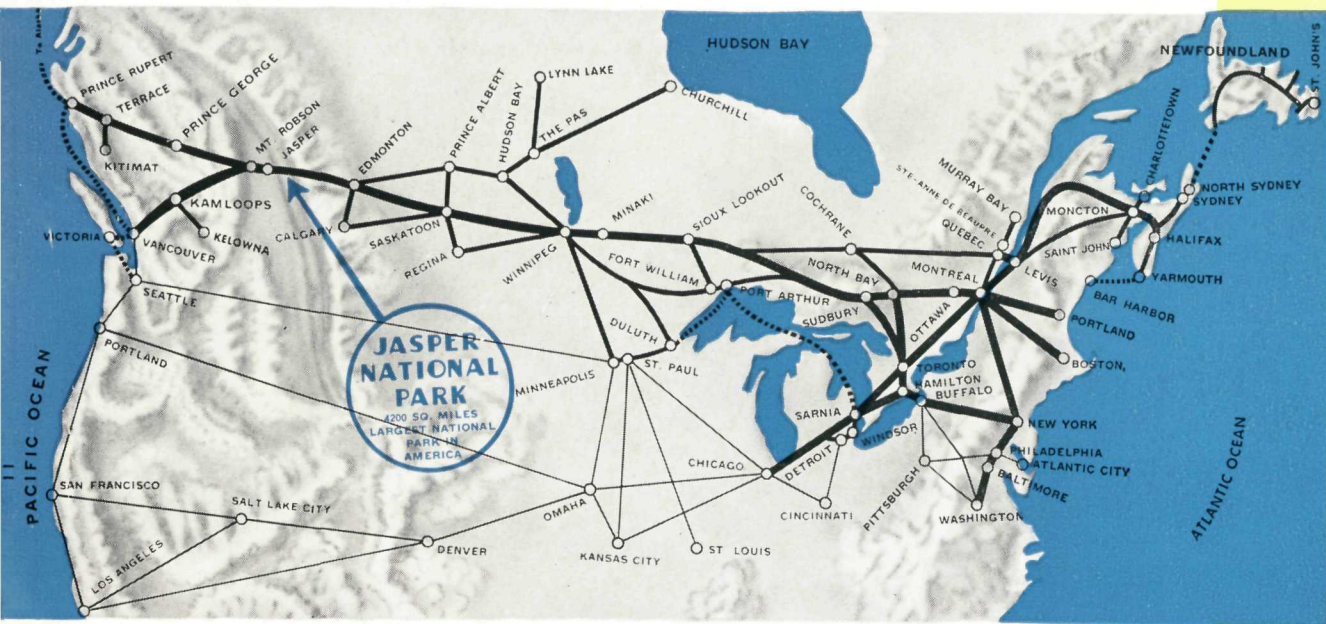 To Alaska
PRINCE RUPERT
TERRACE
PRINCE GEORGE
MT. ROBSON
JASPER
KITIMAT
EDMONTON
PRINCE ALBERT
HUDSON BAY
LYNN LAKE
THE PAS
CHURCHILL
HUDSON BAY
NEWFOUNDLAND
ST. JOHN'S
KAMLOOPS
KELOWNA
CALGARY
SASKATOON
REGINA
WINNIPEG
MINAKI
SIOUX LOOKOUT
COCHRANE
MURRAY BAY
STE-ANNE DE BEAUPRE
QUEBEC
MONCTON
CHARLOTTETOWN
NORTH SYDNEY
SYDNEY
VICTORIA
VANCOUVER
SEATTLE
FORT WILLIAM
PORT ARTHUR
NORTH BAY
SUDBURY
MONTREAL
OTTAWA
LEVIS
SAINT JOHN
HALIFAX
YARMOUTH
BAR HARBOR
PORTLAND
BOSTON,
PORTLAND
JASPER
NATIONAL
PARK
4200 SQ. MILES
LARGEST NATIONAL
PARK IN
AMERICA
DULUTH
MINNEAPOLIS
ST. PAUL
TORONTO
HAMILTON
BUFFALO
SARNIA
WINDSOR
DETROIT
CHICAGO
NEW YORK
PHILADELPHIA
ATLANTIC CITY
BALTIMORE
WASHINGTON
PITTSBURGH
CINCINNATI
PACIFIC OCEAN
11
SAN FRANCISCO
SALT LAKE CITY
LOS ANGELES
DENVER
OMAHA
KANSAS CITY
ST LOUIS
ATLANTIC OCEAN